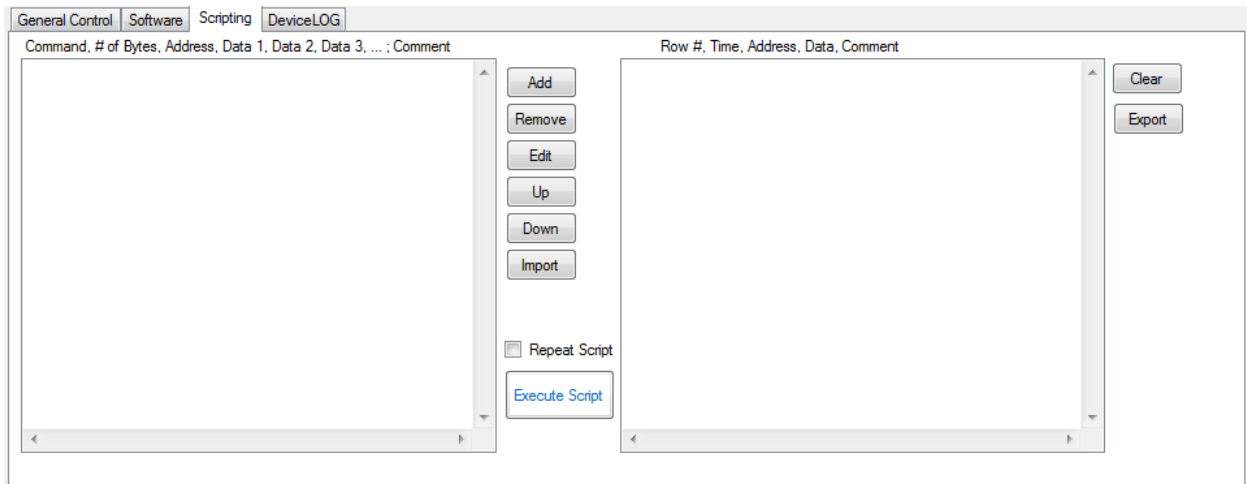 General Control Software Scripting DeviceLOG
Command, # of Bytes, Address, Data 1, Data 2, Data 3, ... ; Comment
Row #, Time, Address, Data, Comment
Add
Remove
Edit
Up
Down
Import
Repeat Script
Execute Script
Clear
Export